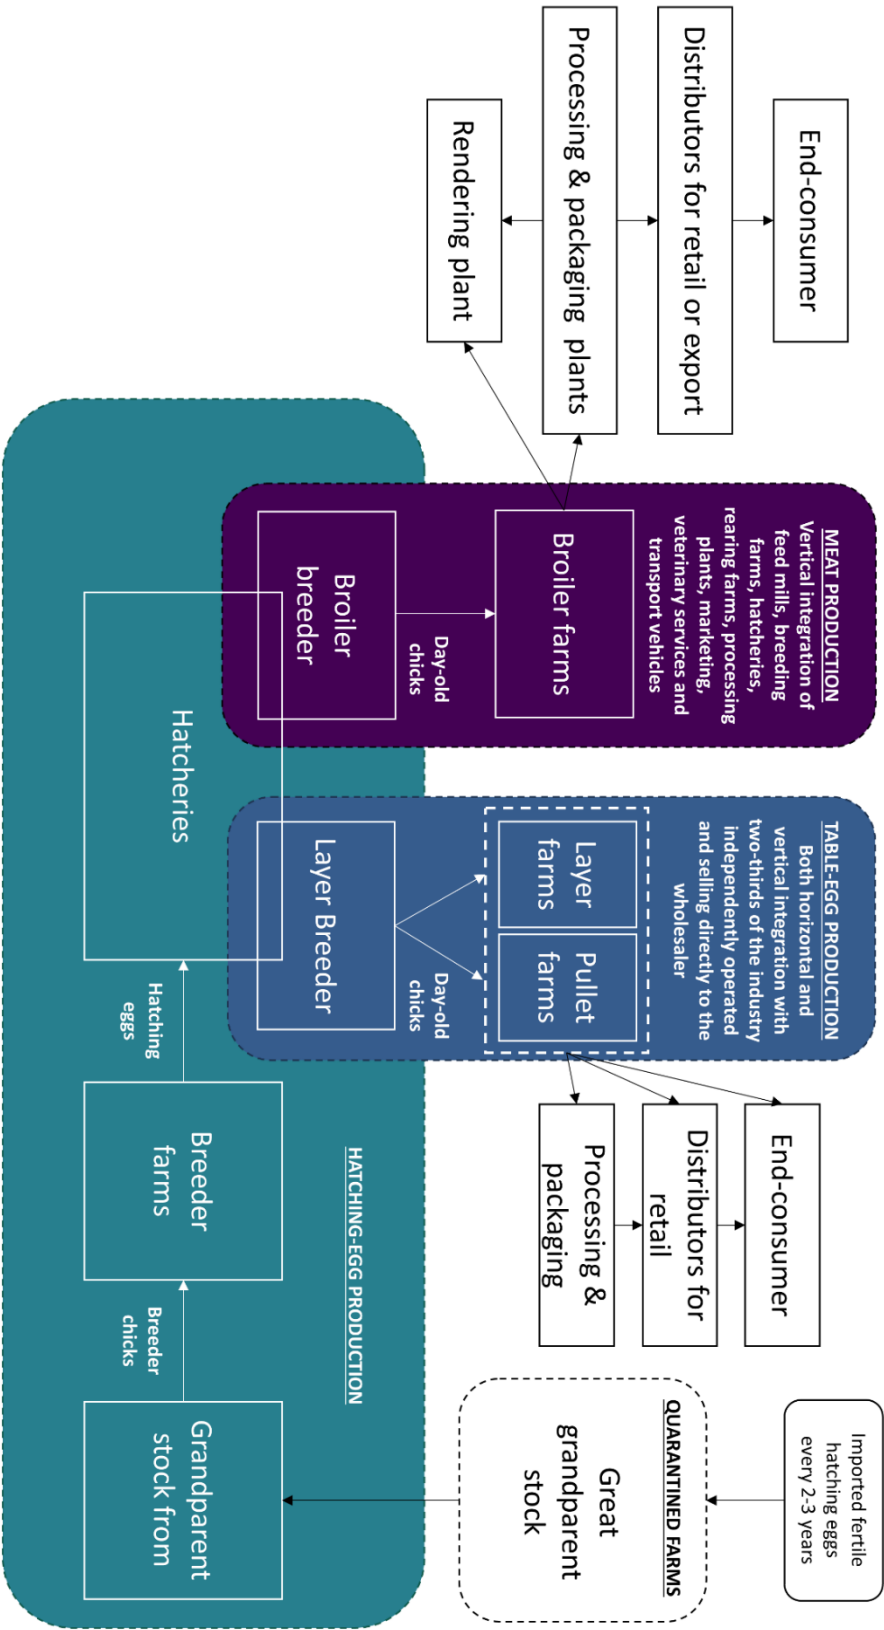 Imported fertile
hatching eggs
every 2-3 years
QUARANTINED FARMS
Great
grandparent
stock
Grandparent
stock from
Breeder
chicks
Breeder
farms
Hatching
eggs
HATCHING-EGG PRODUCTION
Hatcheries
MEAT PRODUCTION
Vertical integration of
feed mills, breeding
farms, hatcheries,
rearing farms, processing
plants, marketing,
veterinary services and
transport vehicles
Broiler farms
Day-old
chicks
Broiler
breeder
TABLE-EGG PRODUCTION
Both horizontal and
vertical integration with
two-thirds of the industry
independently operated
and selling directly to the
wholesaler
Layer
farms
Pullet
farms
Day-old
chicks
Layer Breeder
End-consumer
Distributors for retail or export
Processing & packaging plants
Rendering plant
End-consumer
Distributors for
retail
Processing &
packaging